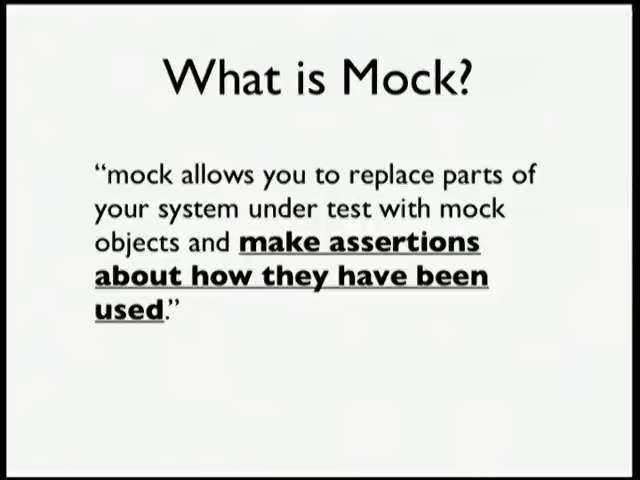 What is Mock?
“mock allows you to replace parts of
your system under test with mock
objects and make assertions
about how they have been
used.”